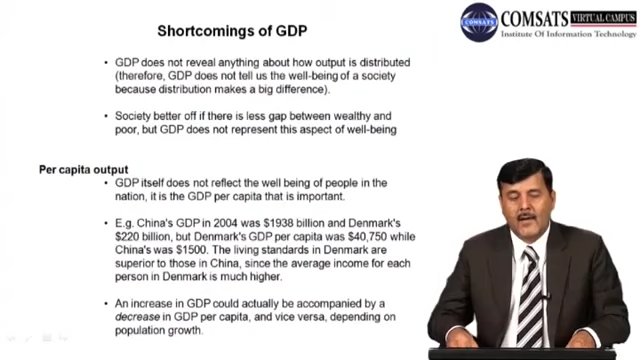 Shortcomings of GDP
COMSATS VIRTUAL CAMPUS
Institute Of Information Technology
• GDP does not reveal anything about how output is distributed
(therefore, GDP does not tell us the well-being of a society
because distribution makes a big difference).
• Society better off if there is less gap between wealthy and
poor, but GDP does not represent this aspect of well-being
Per capita output
• GDP itself does not reflect the well being of people in the
nation, it is the GDP per capita that is important.
• E.g. China's GDP in 2004 was $1938 billion and Denmark's
$220 billion, but Denmark's GDP per capita was $40,750 while
China's was $1500. The living standards in Denmark are
superior to those in China, since the average income for each
person in Denmark is much higher.
• An increase in GDP could actually be accompanied by a
decrease in GDP per capita, and vice versa, depending on
population growth.